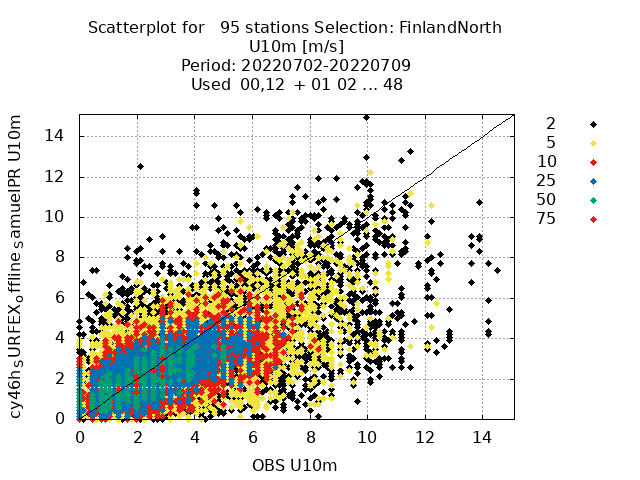 Scatterplot for 95 stations Selection: FinlandNorth
U10m [m/s]
Period: 20220702-20220709
Used 00,12 + 01 02 ... 48
cy46h_sURFEX_offline_samuelPR U10m
14
12
10
8
6
4
2
0
0 2 4 6 8 10 12 14
OBS U10m
2
5
10
25
50
75